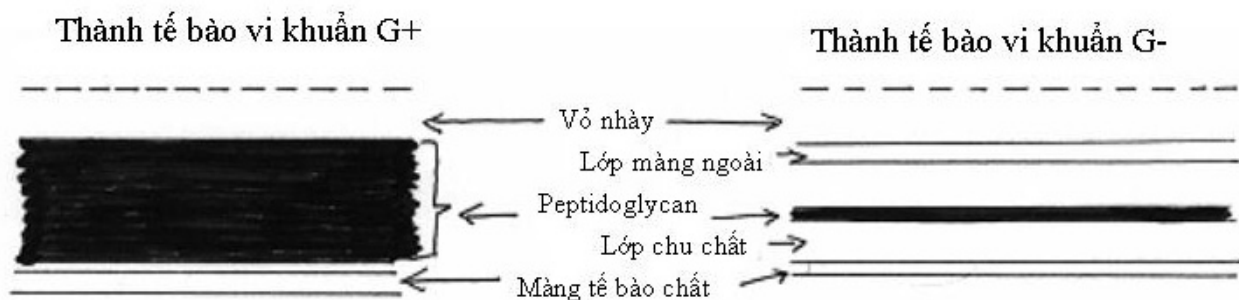 Thành tế bào vi khuẩn G+
Thành tế bào vi khuẩn G-
Vỏ nhày
Lớp màng ngoài
Peptidoglycan
Lớp chu chất
Màng tế bào chất